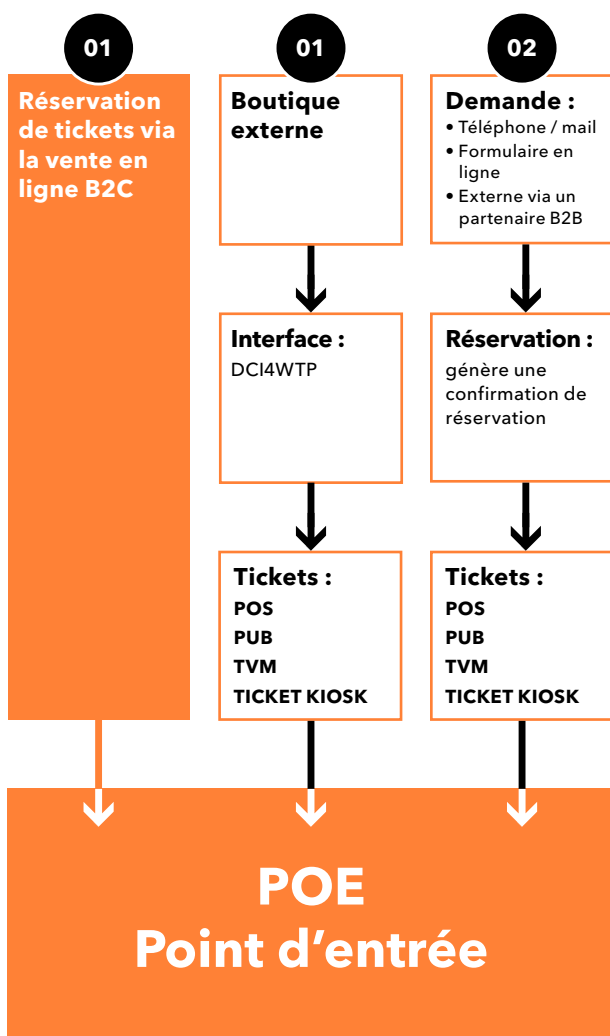 01
Réservation
de tickets via
la vente en
ligne B2C
01
Boutique
externe
Interface :
DCI4WTP
Tickets :
POS
PUB
TVM
TICKET KIOSK
02
Demande :
• Téléphone / mail
• Formulaire en
ligne
• Externe via un
partenaire B2B
Réservation :
génère une
confirmation de
réservation
Tickets :
POS
PUB
TVM
TICKET KIOSK
POE
Point d’entrée